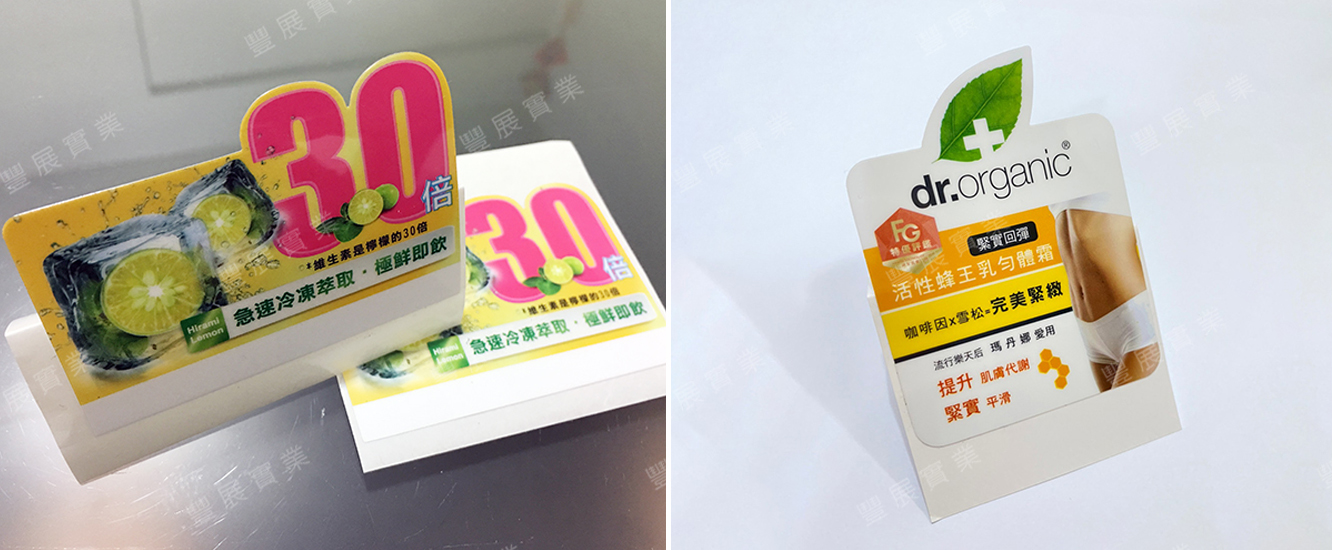 30倍
*維生素是檸檬的30倍
Hirami
Lemon
急速冷凍萃取・極鮮即飲
30倍
*維生素是檸檬的30倍
Hirami
Lemon
急速冷凍萃取・極鮮即飲
dr.organic®
FG
特優評鑑
緊實回彈
活性蜂王乳勻體霜
咖啡因x雪松=完美緊緻
流行樂天后 瑪丹娜 愛用
提升 肌膚代謝
緊實 平滑
豐展實業